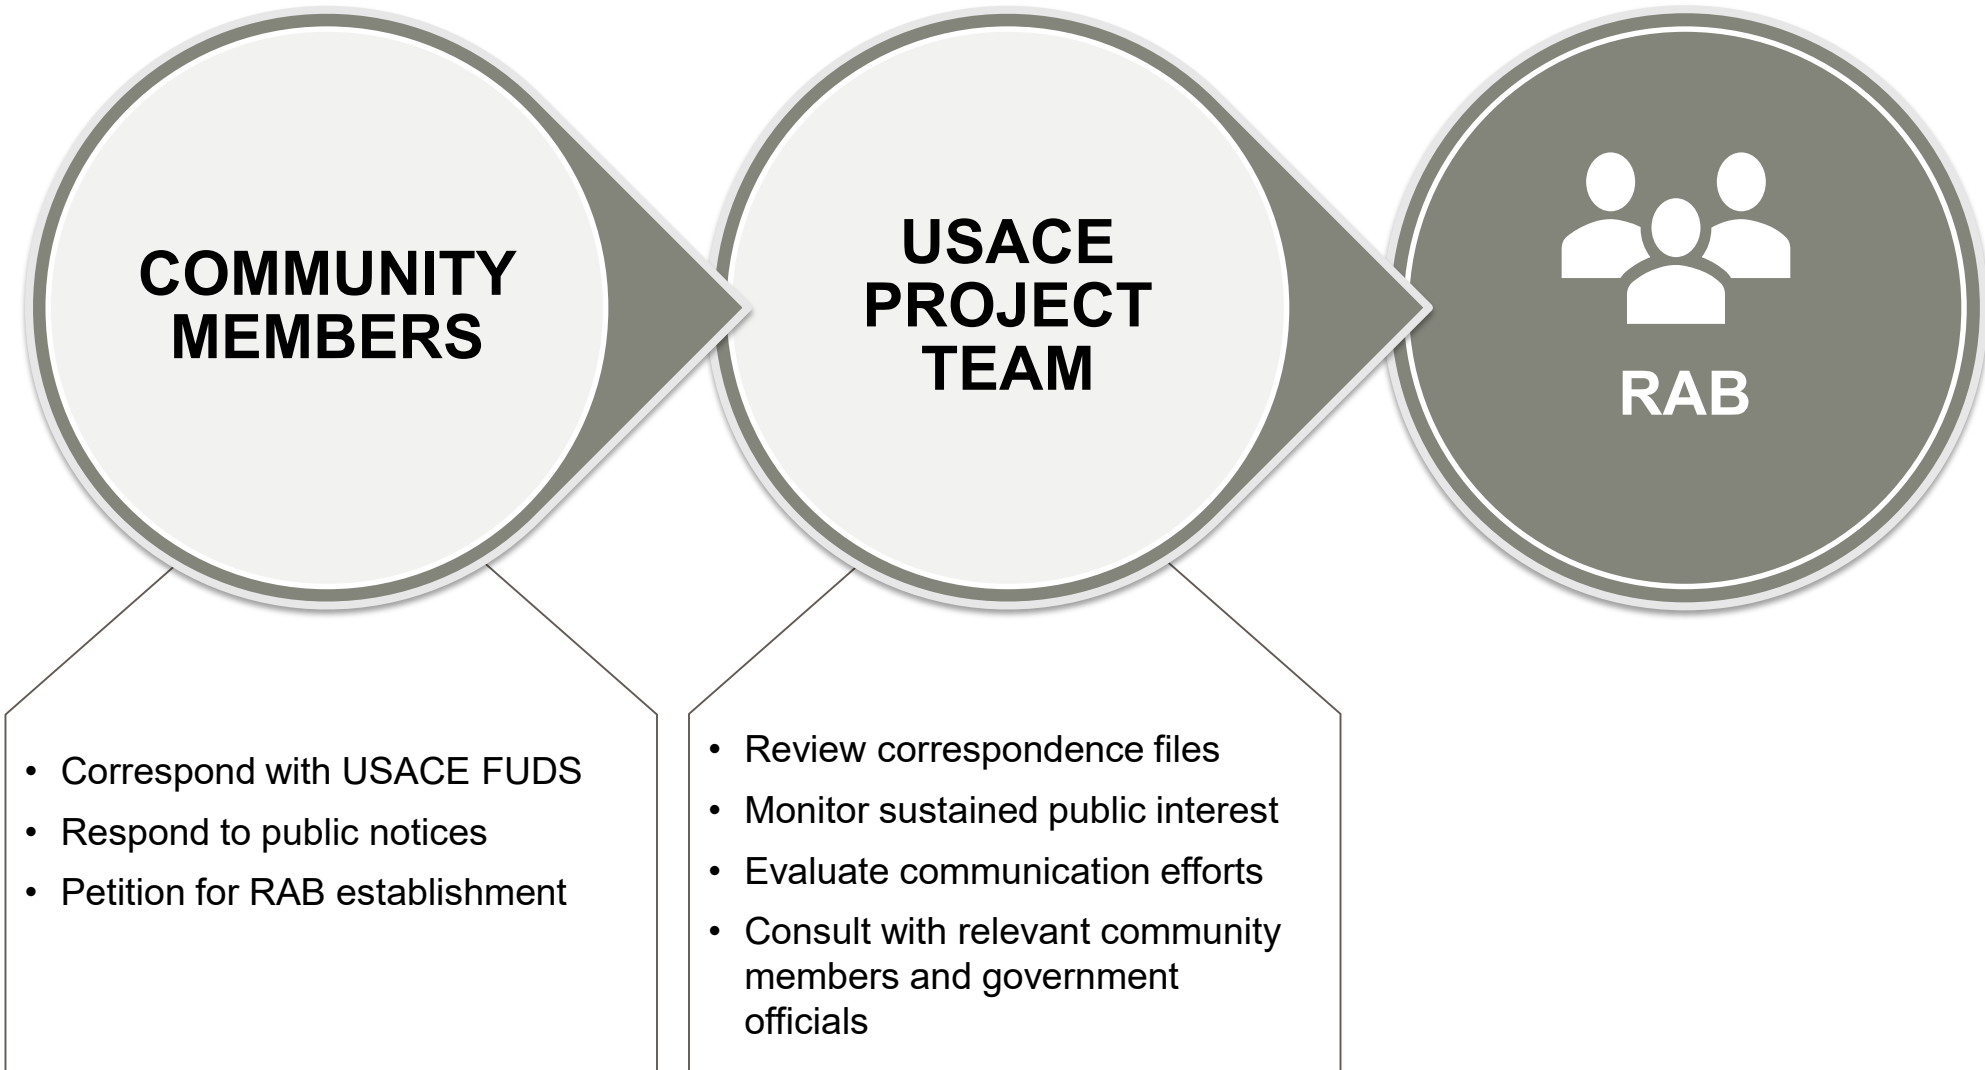 COMMUNITY
MEMBERS
USACE
PROJECT
TEAM
RAB
• Correspond with USACE FUDS
• Respond to public notices
• Petition for RAB establishment
• Review correspondence files
• Monitor sustained public interest
• Evaluate communication efforts
• Consult with relevant community
members and government
officials